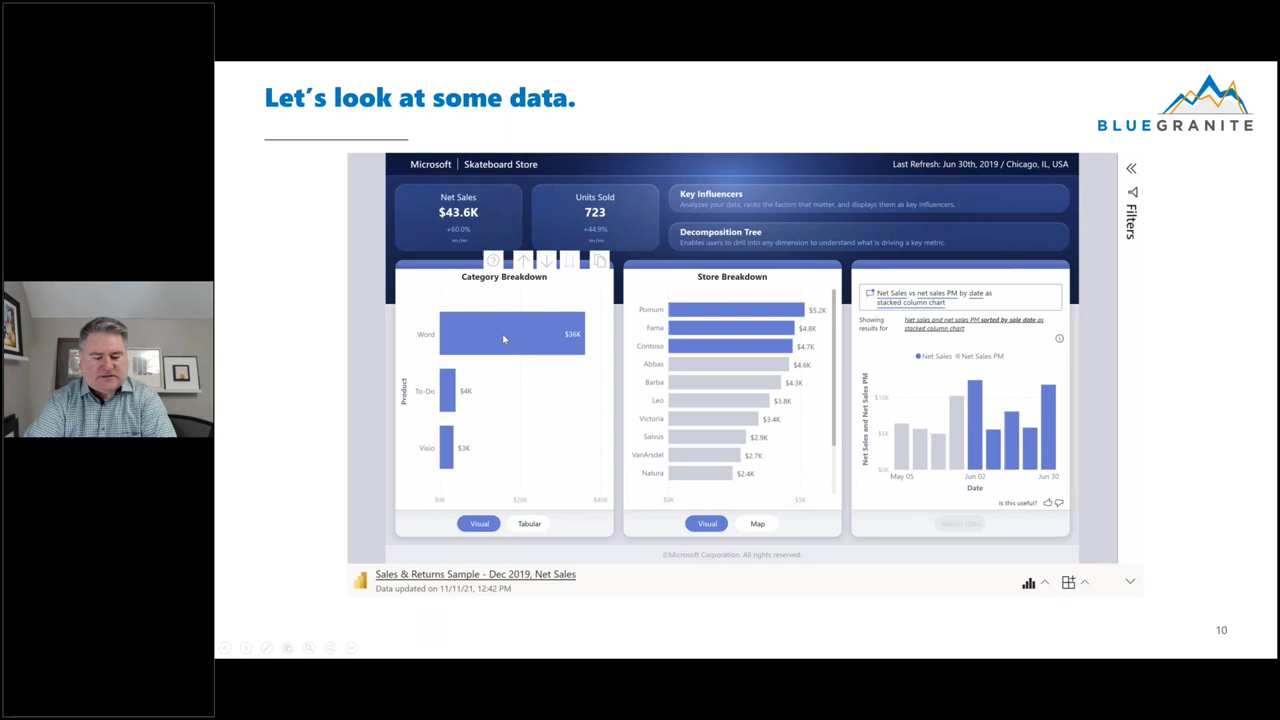 Let's look at some data.
BLUEGRANITE
Microsoft | Skateboard Store
Last Refresh: Jun 30th, 2019 / Chicago, IL, USA
Net Sales
$43.6K
+60.0%
m/m
Units Sold
723
+44.9%
m/m
Key Influencers
Analyzes your data, ranks the factors that matter, and displays them as key influencers.
Decomposition Tree
Enables users to drill into any dimension to understand what is driving a key metric.
Filters
Category Breakdown
Product
Word
$36K
To-Do
$4K
Visio
$3K
$0K
$20K
$40K
Visual
Tabular
Store Breakdown
Pomum
$5.2K
Fama
$4.8K
Contoso
$4.7K
Abbas
$4.6K
Barba
$4.3K
Leo
$3.8K
Victoria
$3.4K
Salvus
$2.9K
VanArsdel
$2.7K
Natura
$2.4K
$0K
$5K
Visual
Map
Net Sales vs net sales PM by date as
stacked column chart
Showing
results for
Net sales and net sales PM sorted by sale date as
stacked column chart
Net Sales
Net Sales PM
Net Sales and Net Sales PM
$10K
$5K
$0K
May 05
Jun 02
Jun 30
Date
Is this useful?
©Microsoft Corporation. All rights reserved.
Sales & Returns Sample - Dec 2019, Net Sales
Data updated on 11/11/21, 12:42 PM
10